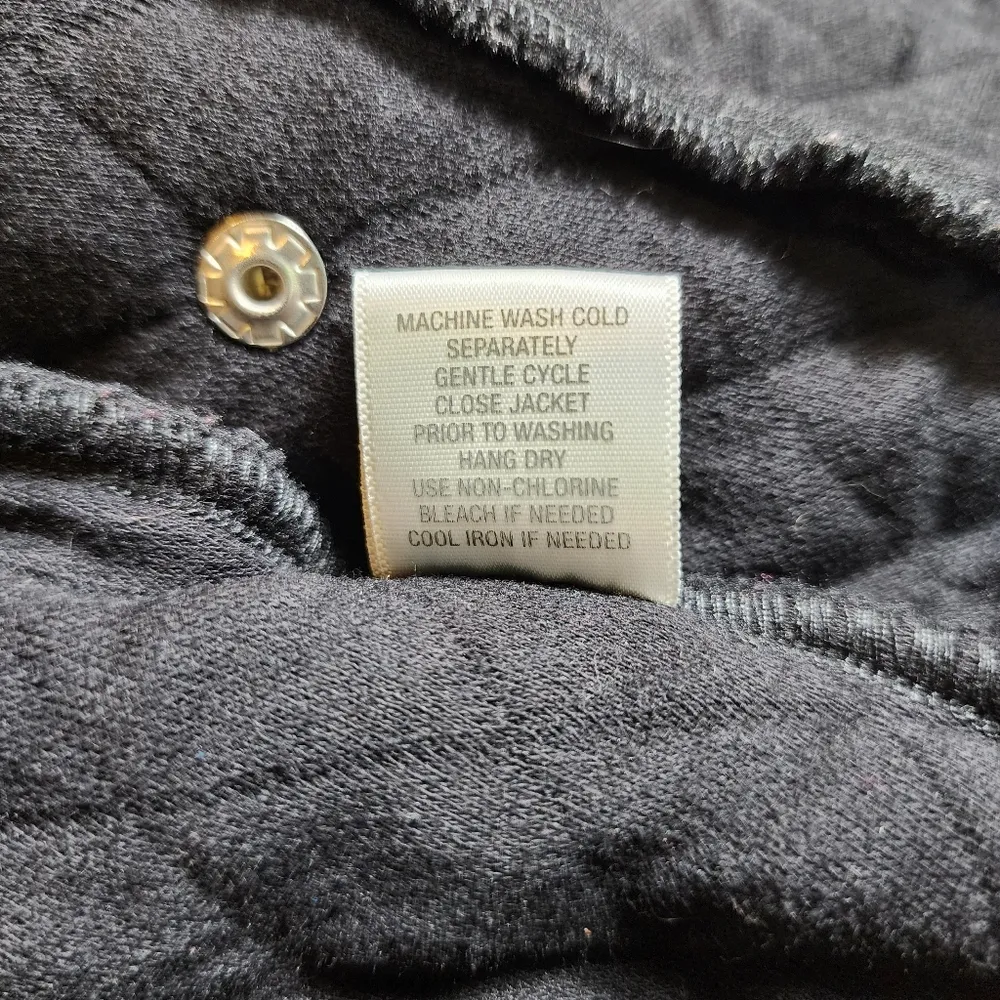 MACHINE WASH COLD
SEPARATELY
GENTLE CYCLE
CLOSE JACKET
PRIOR TO WASHING
HANG DRY
USE NON-CHLORINE
BLEACH IF NEEDED
COOL IRON IF NEEDED